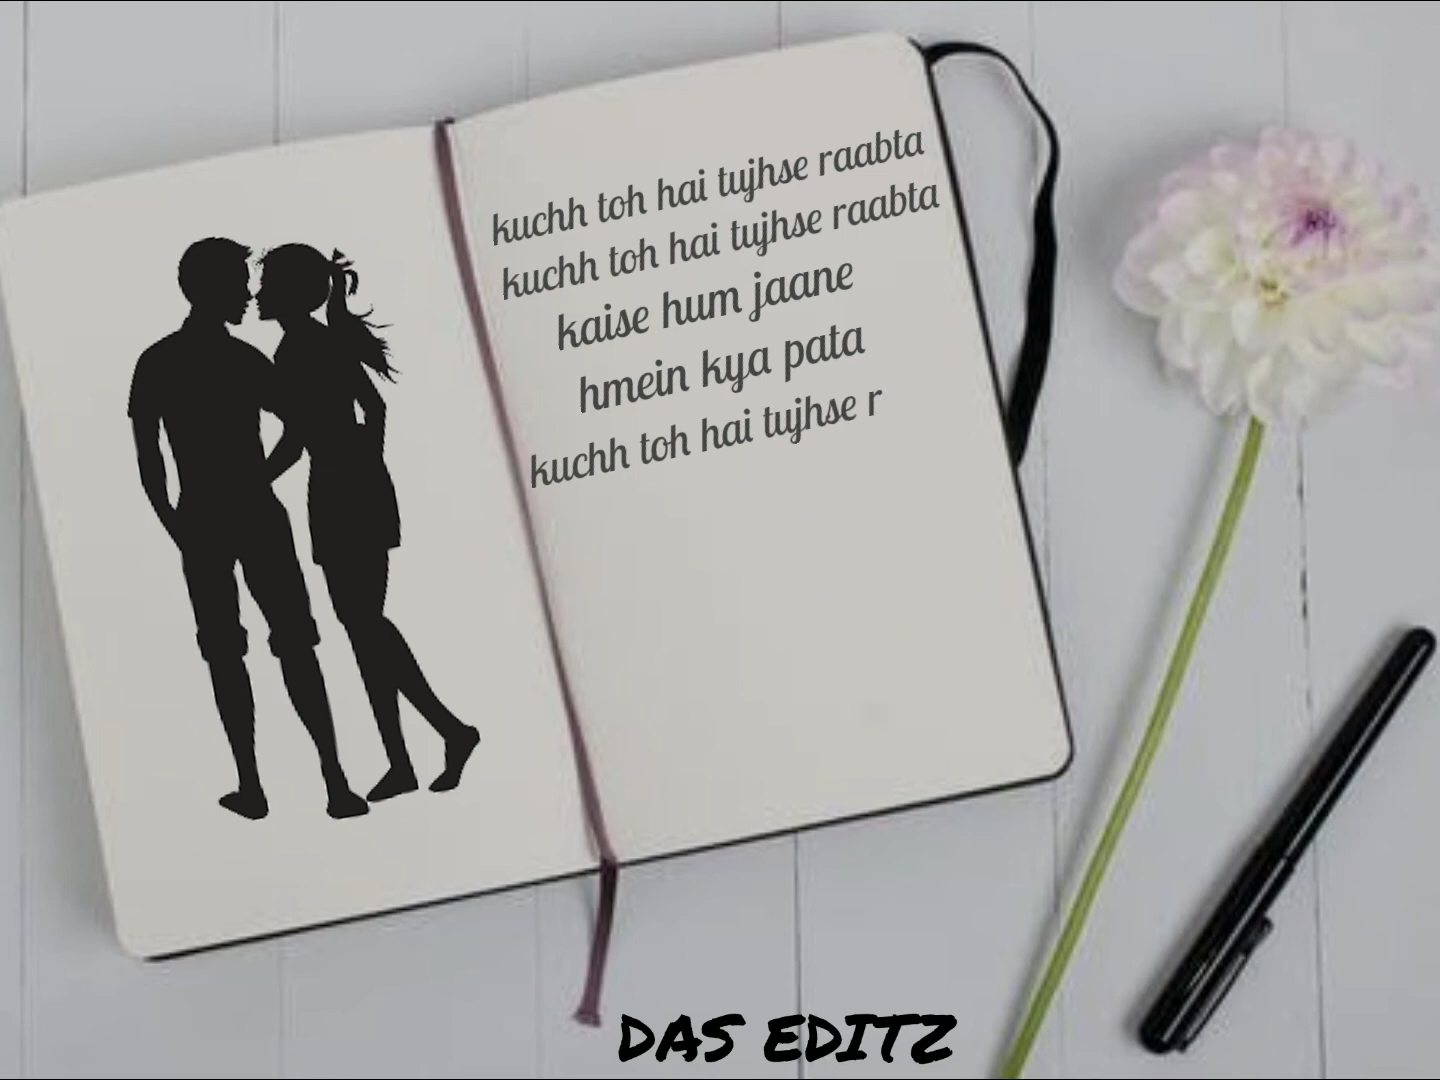 kuchh toh hai tujhse raabta
kuchh toh hai tujhse raabta
kaise hum jaane
hmein kya pata
kuchh toh hai tujhse r
DAS EDITZ